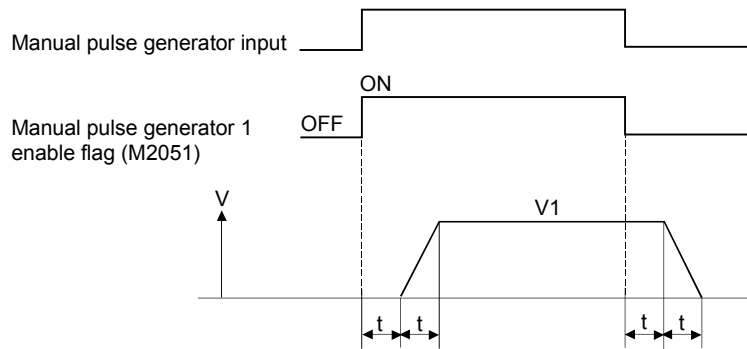 Manual pulse generator input
ON
OFF
Manual pulse generator 1
enable flag (M2051)
V
V1
t t t t